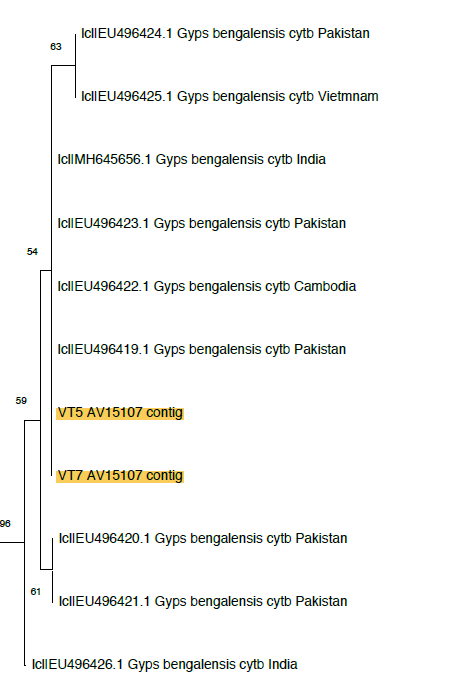 63
lcl|EU496424.1 Gyps bengalensis cytb Pakistan
lcl|EU496425.1 Gyps bengalensis cytb Vietmnam
lcl|MH645656.1 Gyps bengalensis cytb India
lcl|EU496423.1 Gyps bengalensis cytb Pakistan
54
lcl|EU496422.1 Gyps bengalensis cytb Cambodia
lcl|EU496419.1 Gyps bengalensis cytb Pakistan
59
VT5 AV15107 contig
VT7 AV15107 contig
96
lcl|EU496420.1 Gyps bengalensis cytb Pakistan
61
lcl|EU496421.1 Gyps bengalensis cytb Pakistan
lcl|EU496426.1 Gyps bengalensis cytb India